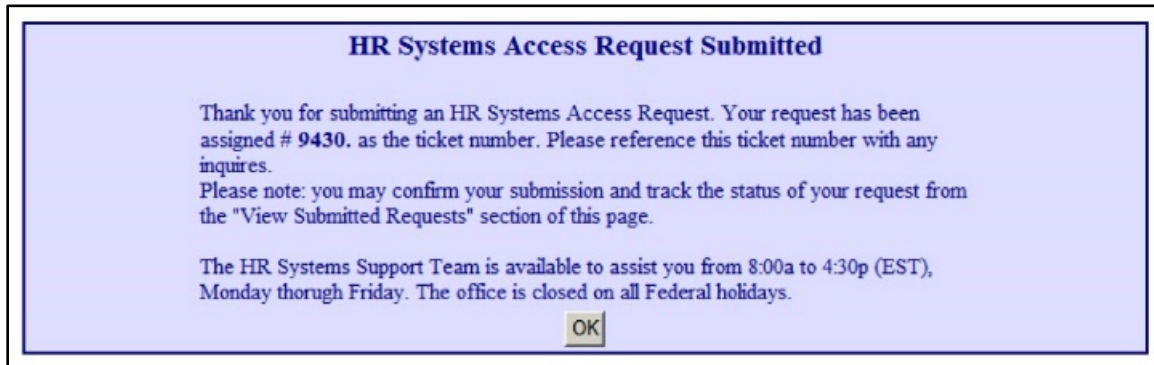 HR Systems Access Request Submitted
Thank you for submitting an HR Systems Access Request. Your request has been
assigned # 9430. as the ticket number. Please reference this ticket number with any
inquires.
Please note: you may confirm your submission and track the status of your request from
the "View Submitted Requests" section of this page.
The HR Systems Support Team is available to assist you from 8:00a to 4:30p (EST),
Monday thorugh Friday. The office is closed on all Federal holidays.
OK